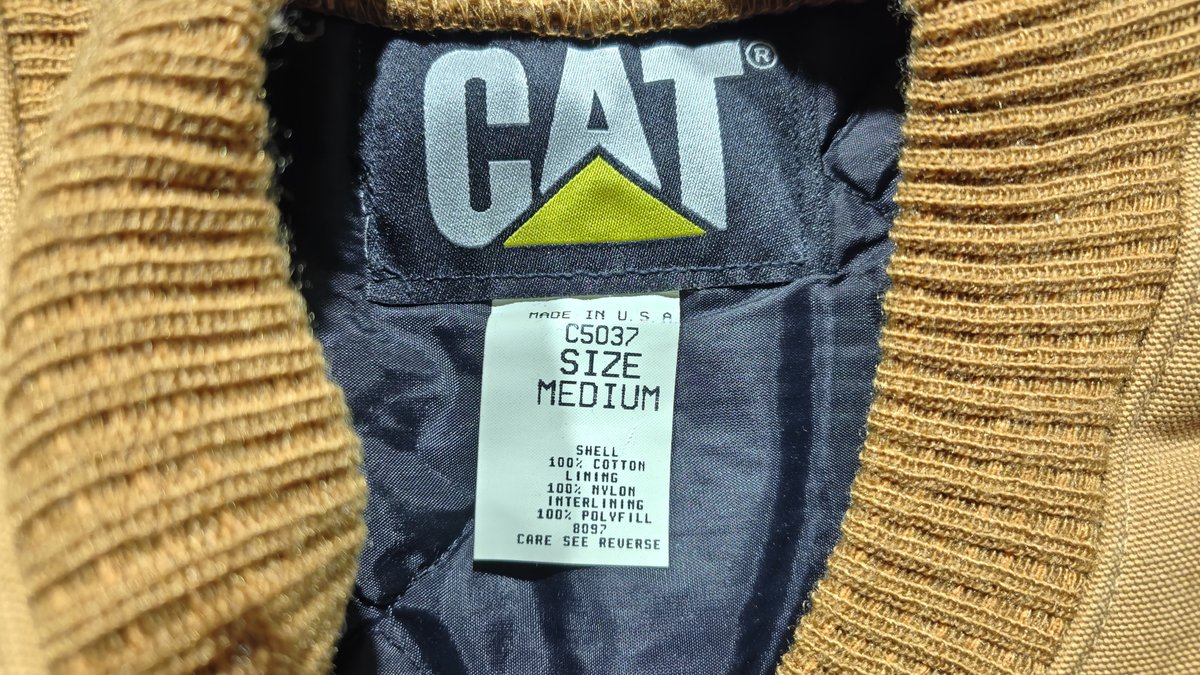 CAT®
MADE IN U.S.A
C5037
SIZE
MEDIUM
SHELL
100% COTTON
LINING
100% NYLON
INTERLINING
100% POLYFILL
8097
CARE SEE REVERSE